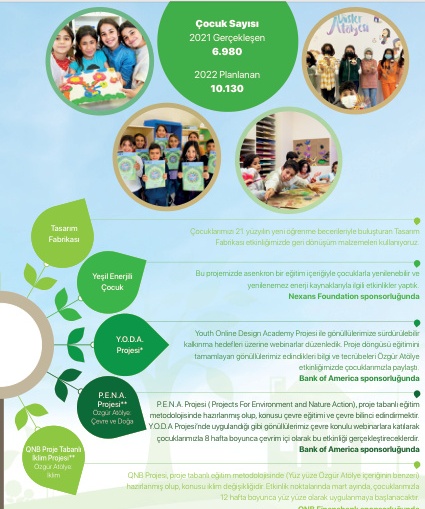 Çocuk Sayısı
2021 Gerçekleşen
6.980
2022 Planlanan
10.130
Tasarım
Fabrikası
Çocuklarımızı 21. yüzyılın yeni öğrenme becerileriyle buluşturan Tasarım
Fabrikası etkinliğimizde geri dönüşüm malzemeleri kullanıyoruz.
Yeşil Enerjili
Çocuk
Bu projemizde asenkron bir eğitim içeriğiyle çocuklarla yenilenebilir ve
yenilenemez enerji kaynaklarıyla ilgili etkinlikler yaptık.
Nexans Foundation sponsorluğunda
Y.O.D.A.
Projesi*
Youth Online Design Academy Projesi ile gönüllülerimize sürdürülebilir
kalkınma hedefleri üzerine webinarlar düzenledik. Proje döngüsü eğitimi
tamamlayan gönüllülerimiz edindikleri bilgi ve tecrübeleri Özgür Atölye
etkinliğimizde çocuklarımızla paylaştı.
Bank of America sponsorluğunda
P.E.N.A.
Projesi**
Özgür Atölye:
Çevre ve Doğa
P.E.N.A. Projesi ( Projects For Environment and Nature Action), proje tabanlı eğitim
metodolojisinde hazırlanmış olup, konusu çevre eğitimi ve çevre bilinci edindirmektir.
Y.O.D.A Projesi'nde uygulandığı gibi gönüllülerimiz çevre konulu webinarlara katılarak
çocuklarımızla 8 hafta boyunca çevrim içi olarak bu etkinliği gerçekleştireceklerdir.
Bank of America sponsorluğunda
QNB Proje Tabanlı
İklim Projesi**
Özgür Atölye:
İklim
QNB Projesi, proje tabanlı eğitim metodolojisinde (Yüz yüze Özgür Atölye içeriğinin benzeri)
hazırlanmış olup, konusu iklim değişikliğidir. Etkinlik noktalarında mart ayında, çocuklarımızla
12 hafta boyunca yüz yüze olarak uygulanmaya başlanacaktır.
QNB Finansbank sponsorluğunda